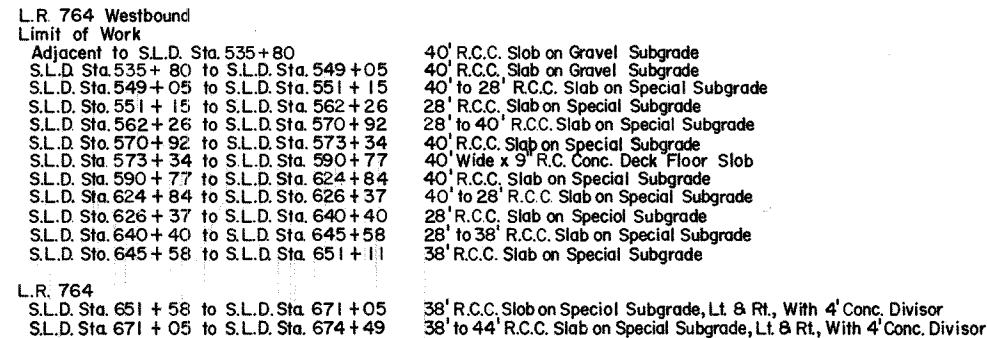 L.R. 764 Westbound
Limit of Work
Adjacent to S.L.D. Sta. 535+80 40' R.C.C. Slab on Gravel Subgrade
S.L.D. Sta. 535+80 to S.L.D. Sta. 549+05 40' R.C.C. Slab on Gravel Subgrade
S.L.D. Sta. 549+05 to S.L.D. Sta. 551+15 40' to 28' R.C.C. Slab on Special Subgrade
S.L.D. Sta. 551+15 to S.L.D. Sta. 562+26 28' R.C.C. Slab on Special Subgrade
S.L.D. Sta. 562+26 to S.L.D. Sta. 570+92 28' to 40' R.C.C. Slab on Special Subgrade
S.L.D. Sta. 570+92 to S.L.D. Sta. 573+34 40' R.C.C. Slab on Special Subgrade
S.L.D. Sta. 573+34 to S.L.D. Sta. 590+77 40' Wide x 9" R.C. Conc. Deck Floor Slab
S.L.D. Sta. 590+77 to S.L.D. Sta. 624+84 40' R.C.C. Slab on Special Subgrade
S.L.D. Sta. 624+84 to S.L.D. Sta. 626+37 40' to 28' R.C.C. Slab on Special Subgrade
S.L.D. Sta. 626+37 to S.L.D. Sta. 640+40 28' R.C.C. Slab on Special Subgrade
S.L.D. Sta. 640+40 to S.L.D. Sta. 645+58 28' to 38' R.C.C. Slab on Special Subgrade
S.L.D. Sta. 645+58 to S.L.D. Sta. 651+11 38' R.C.C. Slab on Special Subgrade
L.R. 764
S.L.D. Sta. 651+58 to S.L.D. Sta. 671+05 38' R.C.C. Slab on Special Subgrade, Lt. & Rt., With 4' Conc. Divisor
S.L.D. Sta. 671+05 to S.L.D. Sta. 674+49 38' to 44' R.C.C. Slab on Special Subgrade, Lt. & Rt., With 4' Conc. Divisor